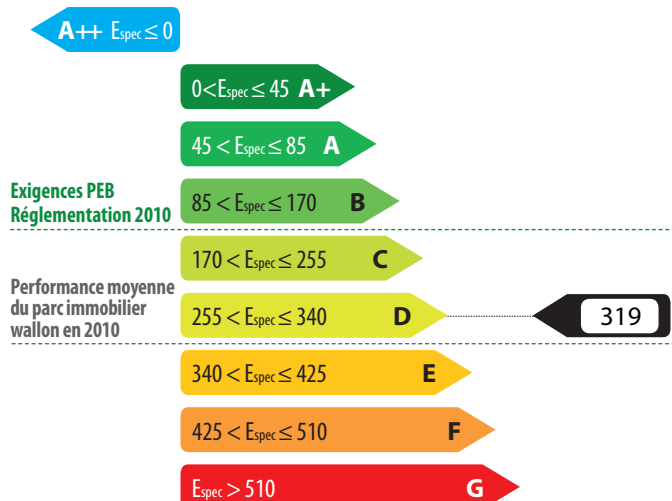 A++ Espec ≤ 0
0 < Espec ≤ 45 A+
45 < Espec ≤ 85 A
Exigences PEB
Réglementation 2010
85 < Espec ≤ 170 B
170 < Espec ≤ 255 C
Performance moyenne
du parc immobilier
wallon en 2010
255 < Espec ≤ 340 D
319
340 < Espec ≤ 425 E
425 < Espec ≤ 510 F
Espec > 510 G